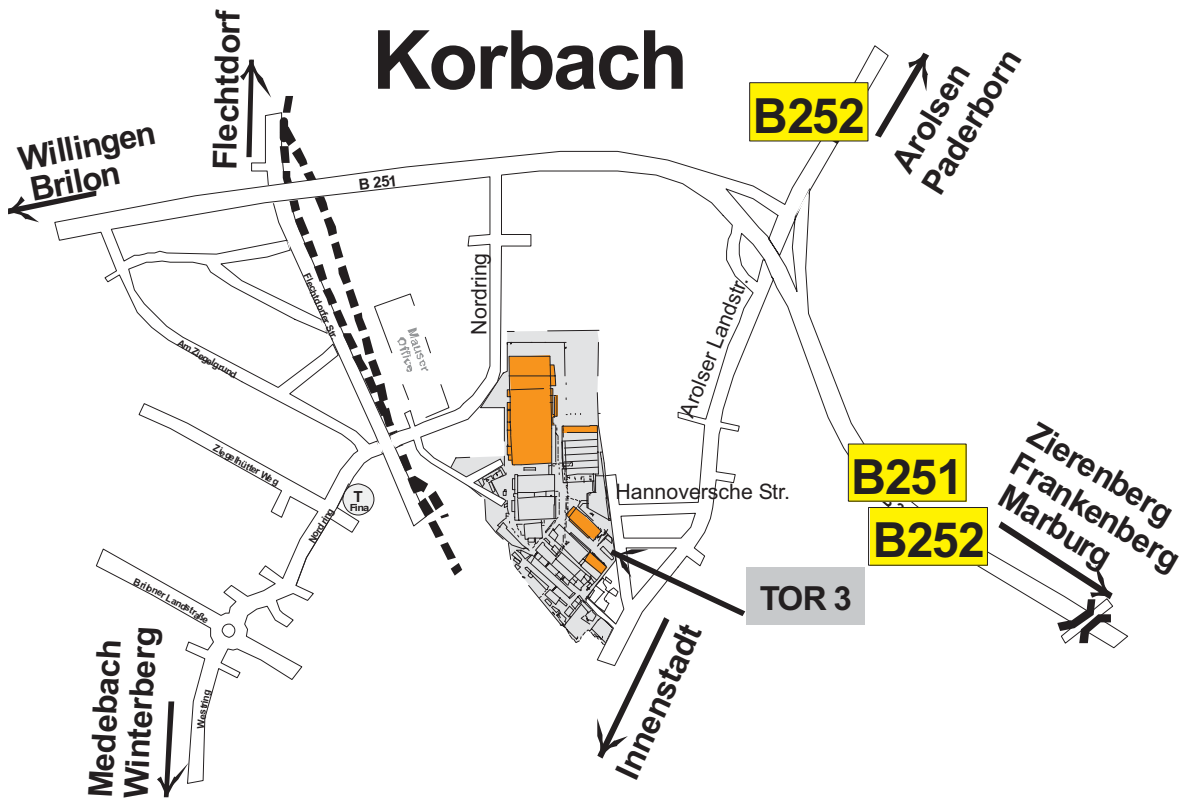 Korbach
B252
Arolsen
Paderborn
Flechtdorf
Willingen
Brilon
B 251
Nordring
Flechtdorfer Str.
Mauser
Office
Arolser Landstr.
Am Ziegelgrund
Ziegelhütter Weg
T
Fina
Nordring
Hannoversche Str.
B251
B252
Zierenberg
Frankenberg
Marburg
TOR 3
Briloner Landstraße
Westring
Medebach
Winterberg
Innenstadt